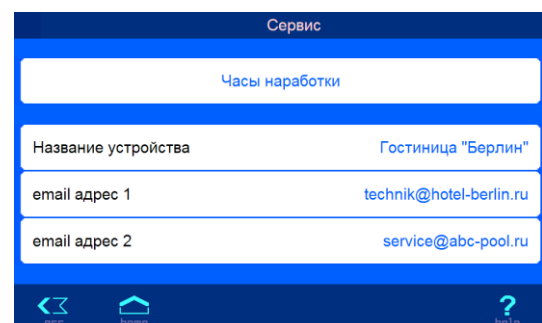 Сервис
Часы наработки
Название устройства Гостиница "Берлин"
email адрес 1 technik@hotel-berlin.ru
email адрес 2 service@abc-pool.ru
?